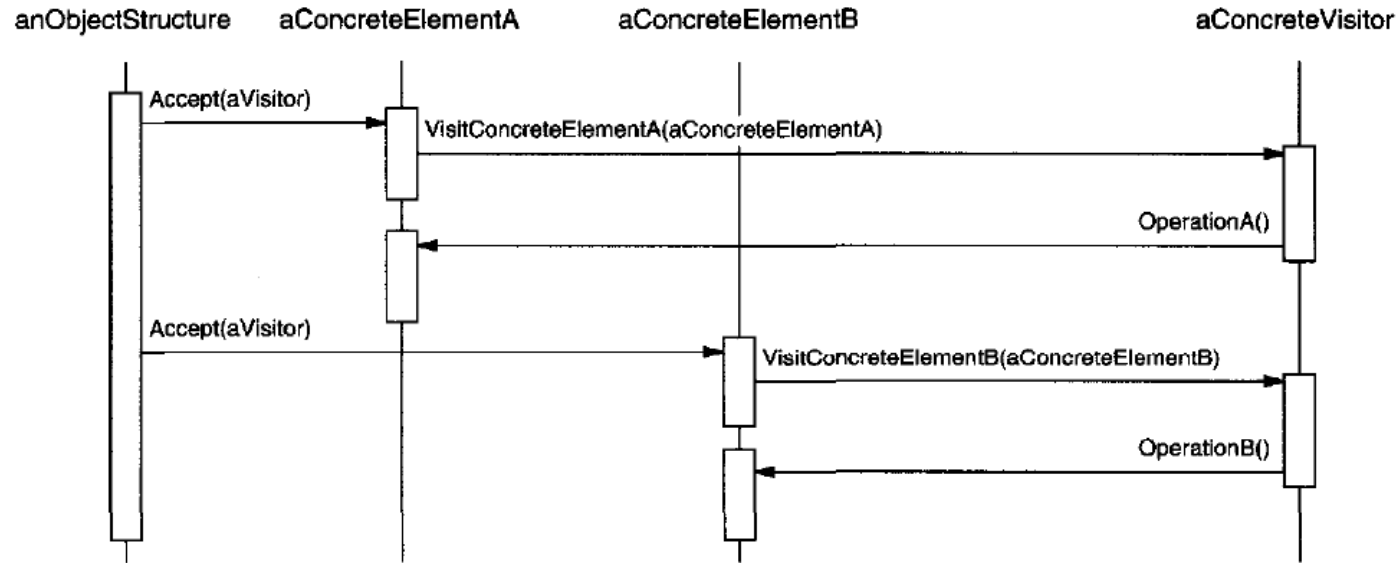 anObjectStructure aConcreteElementA aConcreteElementB aConcreteVisitor
Accept(aVisitor)
VisitConcreteElementA(aConcreteElementA)
OperationA()
Accept(aVisitor)
VisitConcreteElementB(aConcreteElementB)
OperationB()